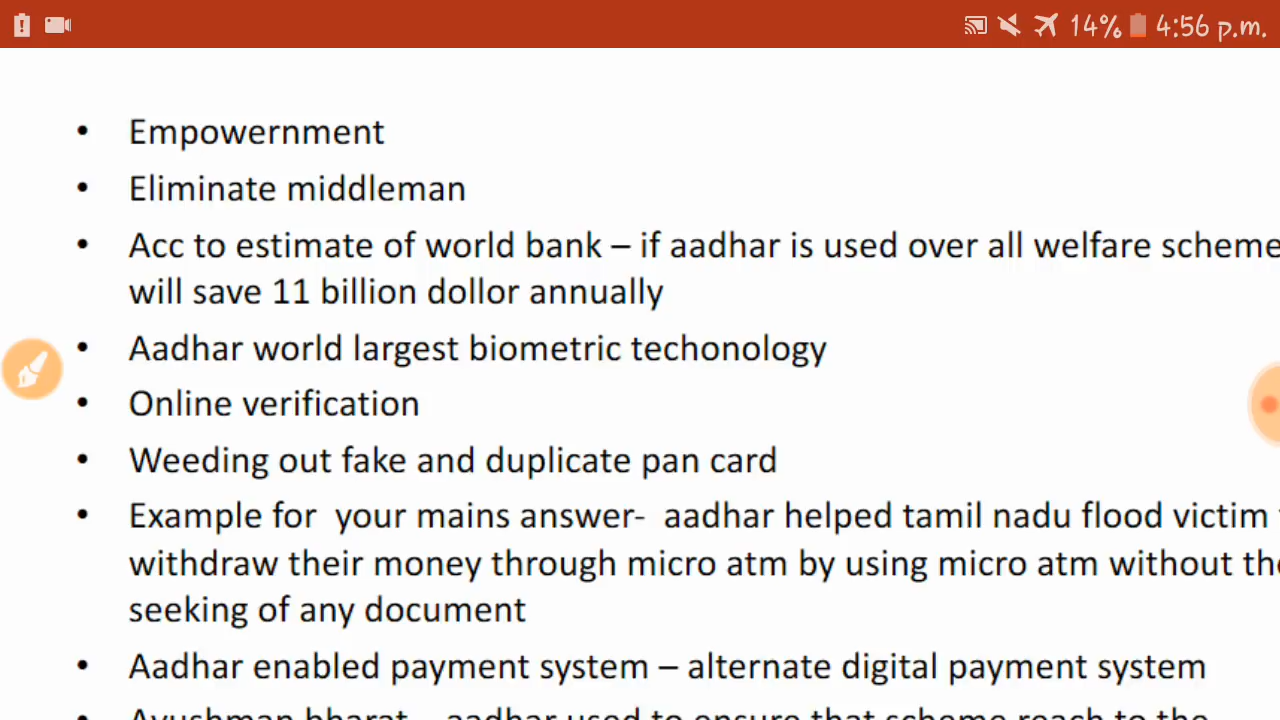 14% 4:56 p.m.
• Empowernment
• Eliminate middleman
• Acc to estimate of world bank – if aadhar is used over all welfare scheme
will save 11 billion dollor annually
• Aadhar world largest biometric techonology
• Online verification
• Weeding out fake and duplicate pan card
• Example for your mains answer- aadhar helped tamil nadu flood victim
withdraw their money through micro atm by using micro atm without the
seeking of any document
• Aadhar enabled payment system – alternate digital payment system
Ayushman bharat – aadhar used to ensure that scheme reach to the